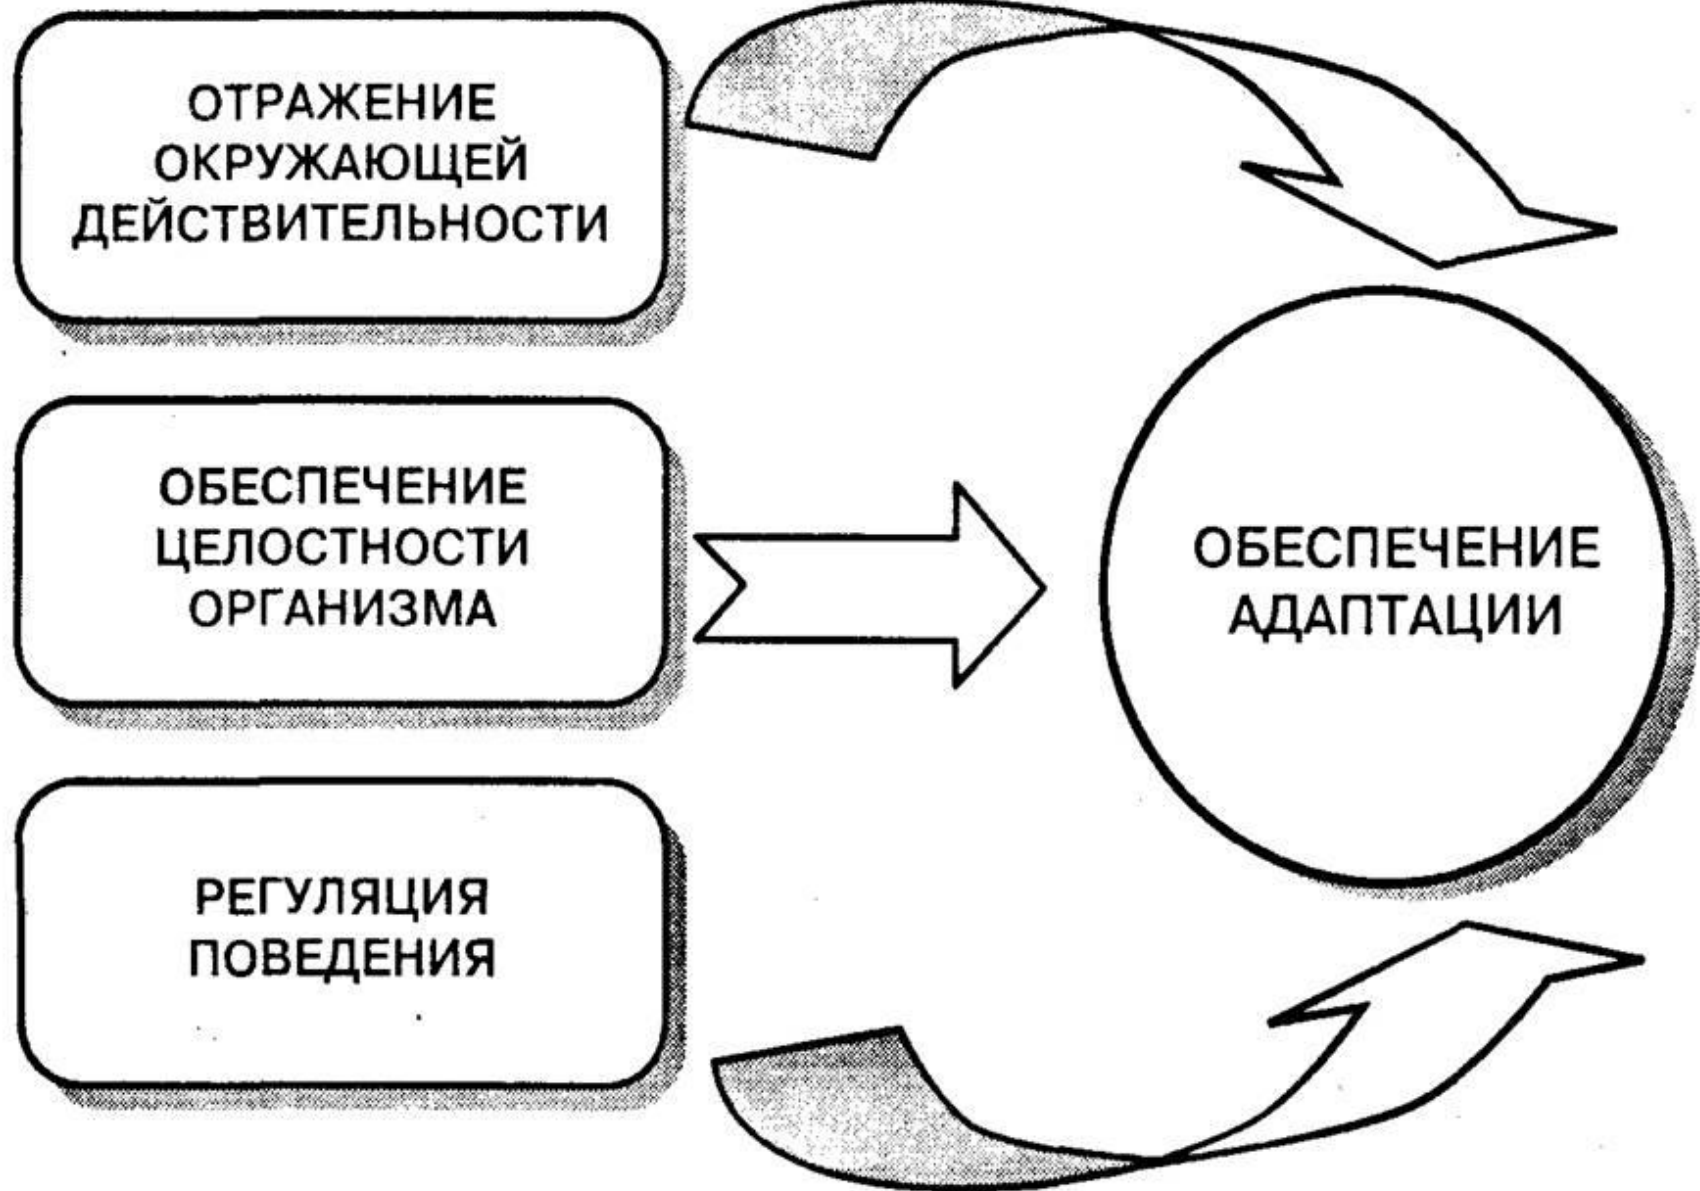 ОТРАЖЕНИЕ
ОКРУЖАЮЩЕЙ
ДЕЙСТВИТЕЛЬНОСТИ
ОБЕСПЕЧЕНИЕ
ЦЕЛОСТНОСТИ
ОРГАНИЗМА
РЕГУЛЯЦИЯ
ПОВЕДЕНИЯ
ОБЕСПЕЧЕНИЕ
АДАПТАЦИИ